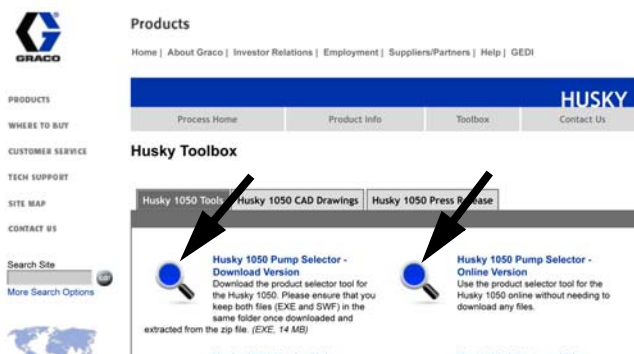 GRACO
Products
Home | About Graco | Investor Relations | Employment | Suppliers/Partners | Help | GEDI
HUSKY
Process Home
Product Info
Toolbox
Contact Us
PRODUCTS
WHERE TO BUY
CUSTOMER SERVICE
TECH SUPPORT
SITE MAP
CONTACT US
Search Site
GO!
More Search Options
Husky Toolbox
Husky 1050 Tools
Husky 1050 CAD Drawings
Husky 1050 Press
Husky 1050 Pump Selector -
Download Version
Download the product selector tool for
the Husky 1050. Please ensure that you
keep both files (EXE and SWF) in the
same folder once downloaded and
extracted from the zip file. (EXE, 14 MB)
Husky 1050 Pump Selector -
Online Version
Use the product selector tool for the
Husky 1050 online without needing to
download any files.